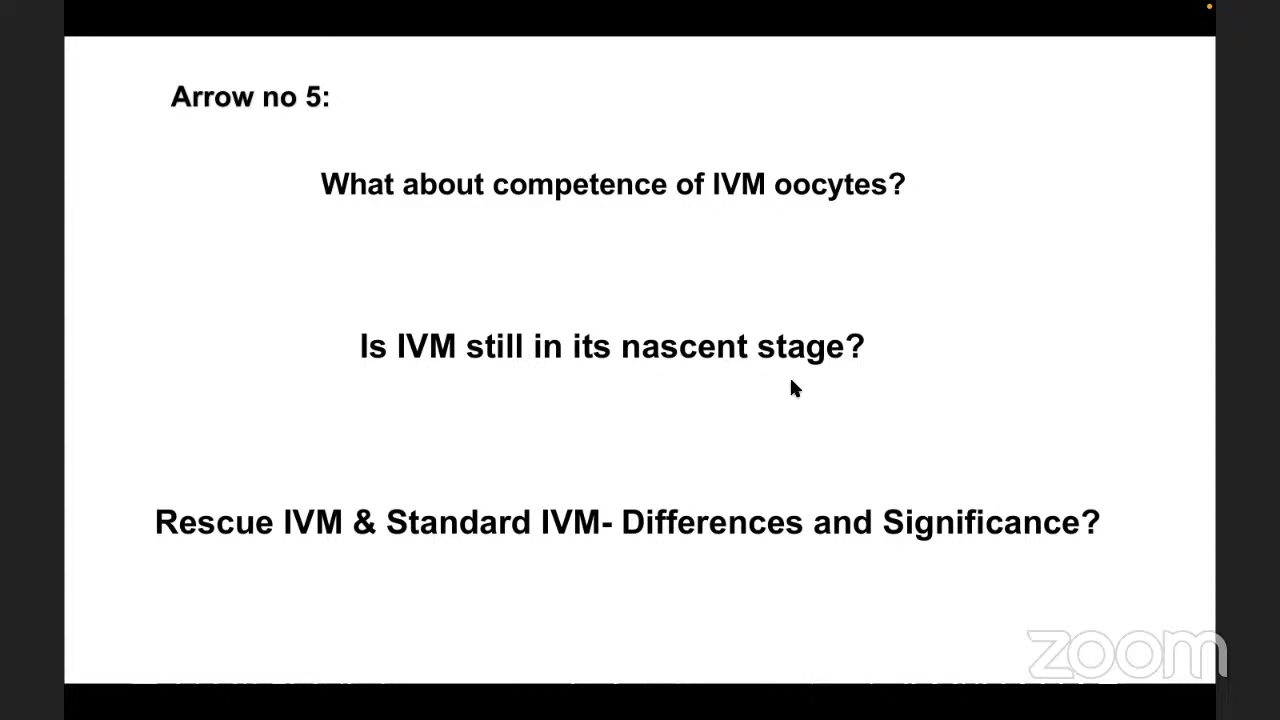 Arrow no 5:
What about competence of IVM oocytes?
Is IVM still in its nascent stage?
Rescue IVM & Standard IVM- Differences and Significance?
zoom